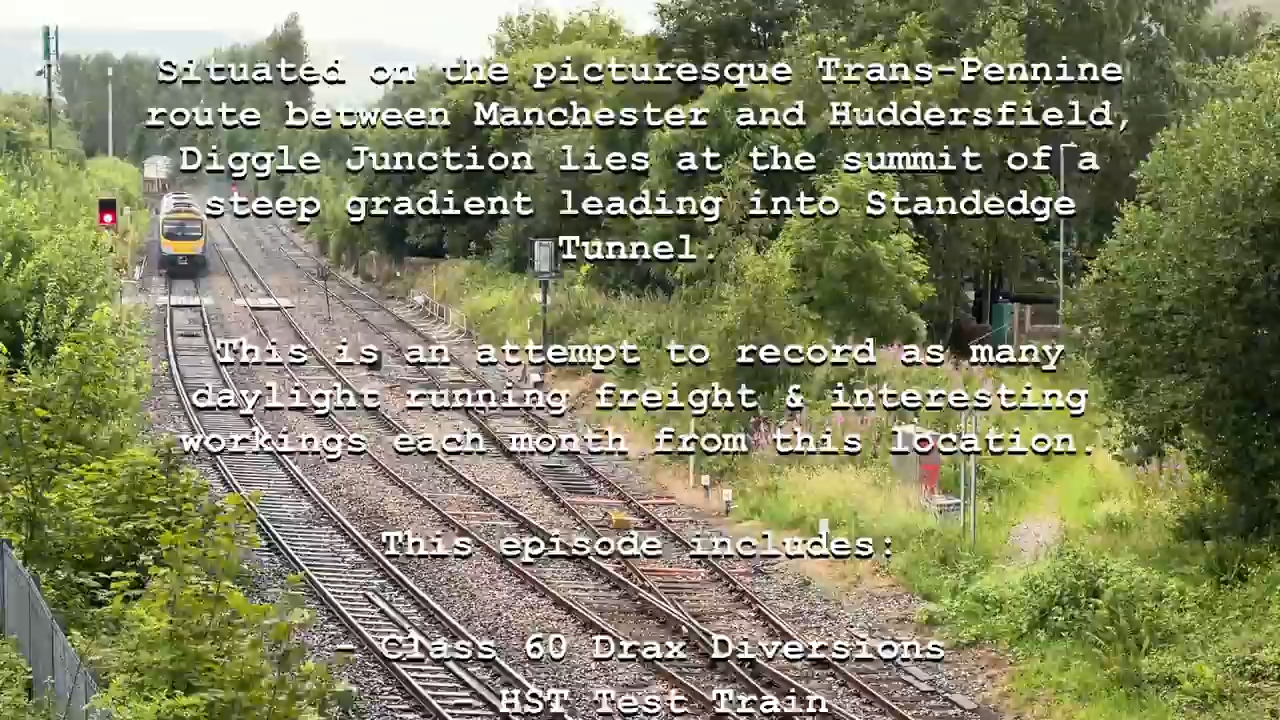 Situated on the picturesque Trans-Pennine
route between Manchester and Huddersfield,
Diggle Junction lies at the summit of a
steep gradient leading into Standedge
Tunnel.
This is an attempt to record as many
daylight running freight & interesting
workings each month from this location.
This episode includes:
- Class 60 Drax Diversions
HST Test Train